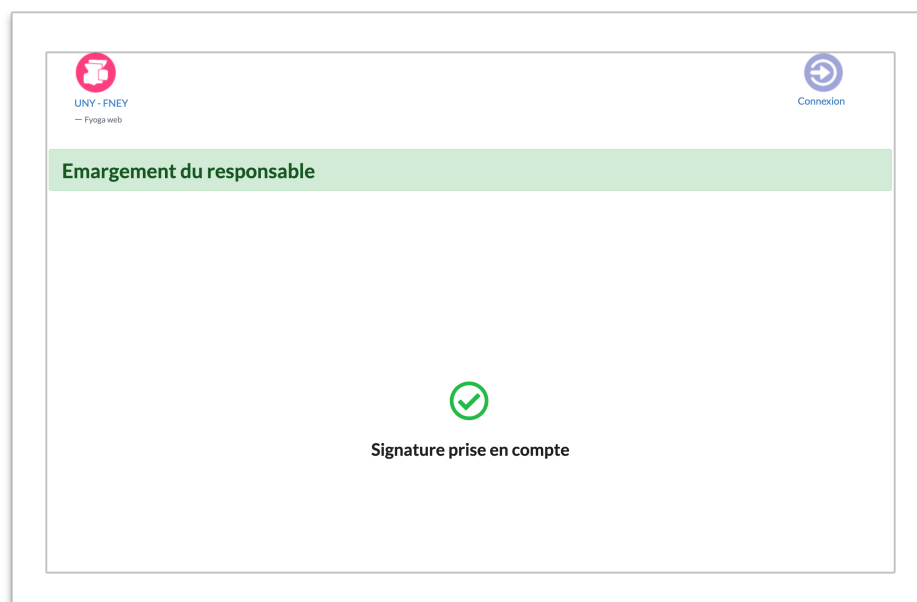 UNY - FNEY
Connexion
— Fyoga web
Emargement du responsable
Signature prise en compte